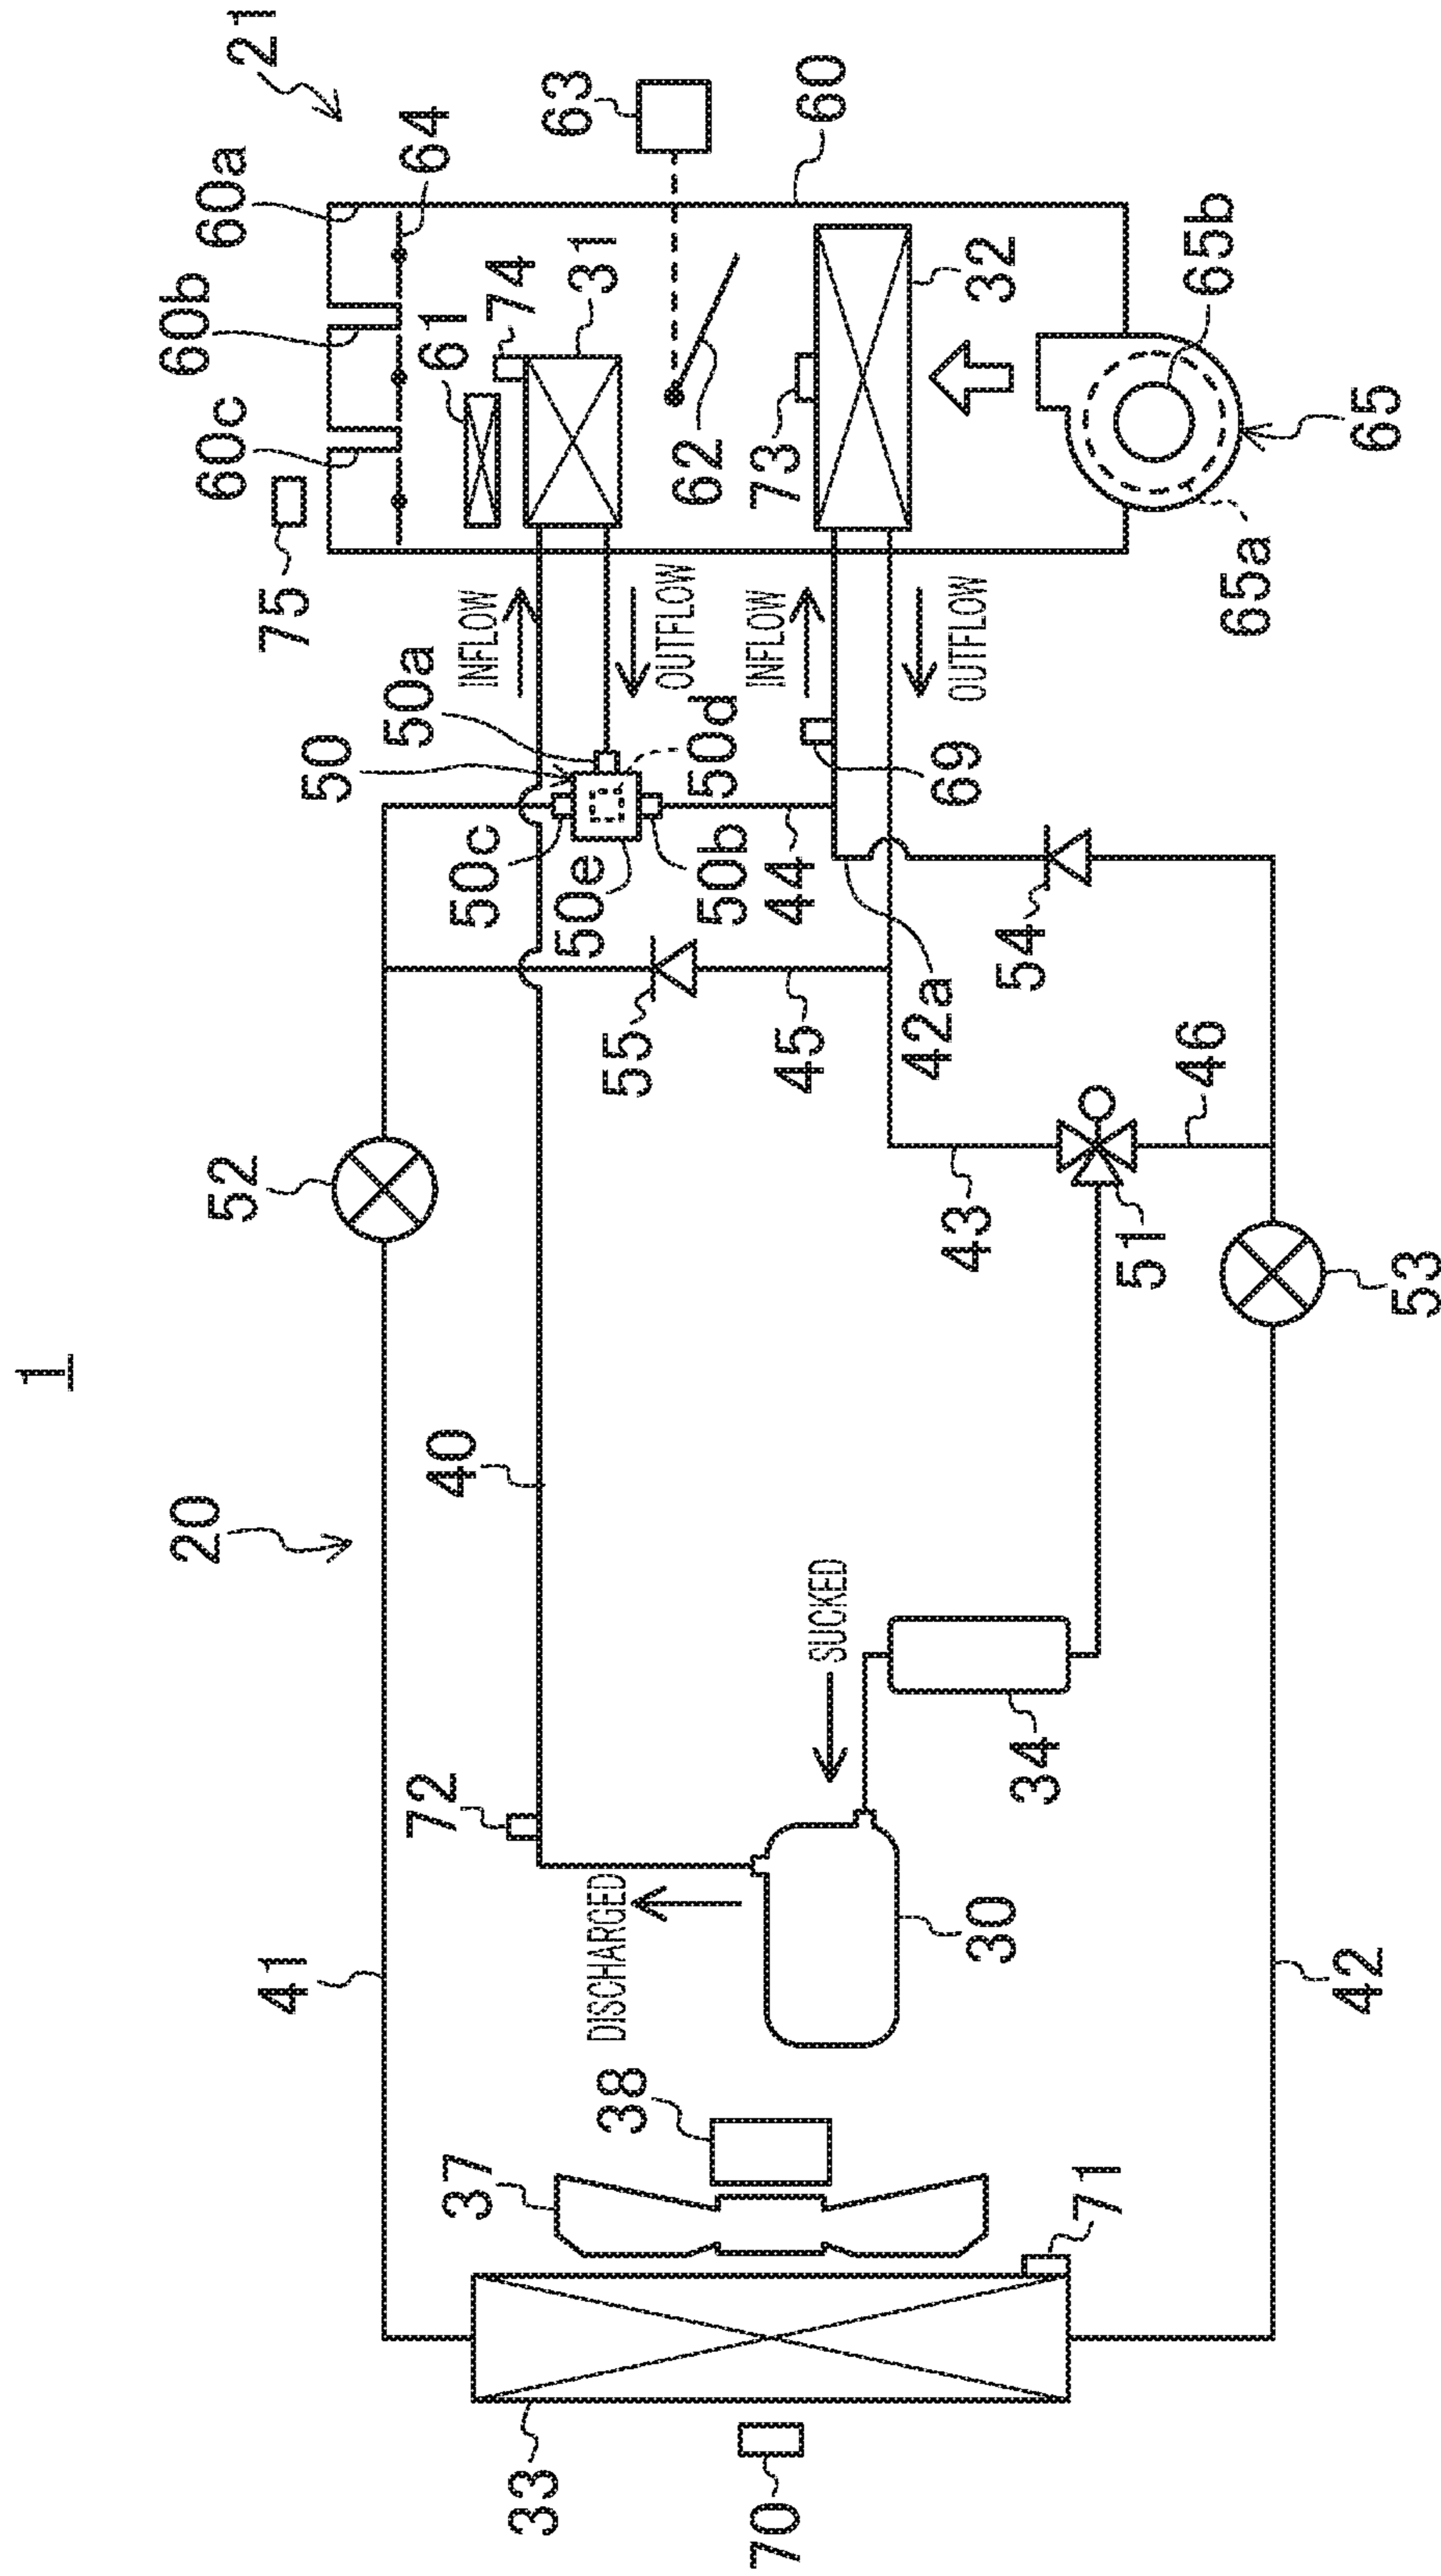 1
20
21
41
52
50
50a
50c
50e
50b
50d
75
60c
60b
60a
64
61
74
31
63
60
62
73
32
65
65a
65b
INFLOW
OUTFLOW
INFLOW
OUTFLOW
69
44
42a
45
55
54
46
43
51
53
40
72
SUCKED
DISCHARGED
34
30
42
38
37
71
33
70